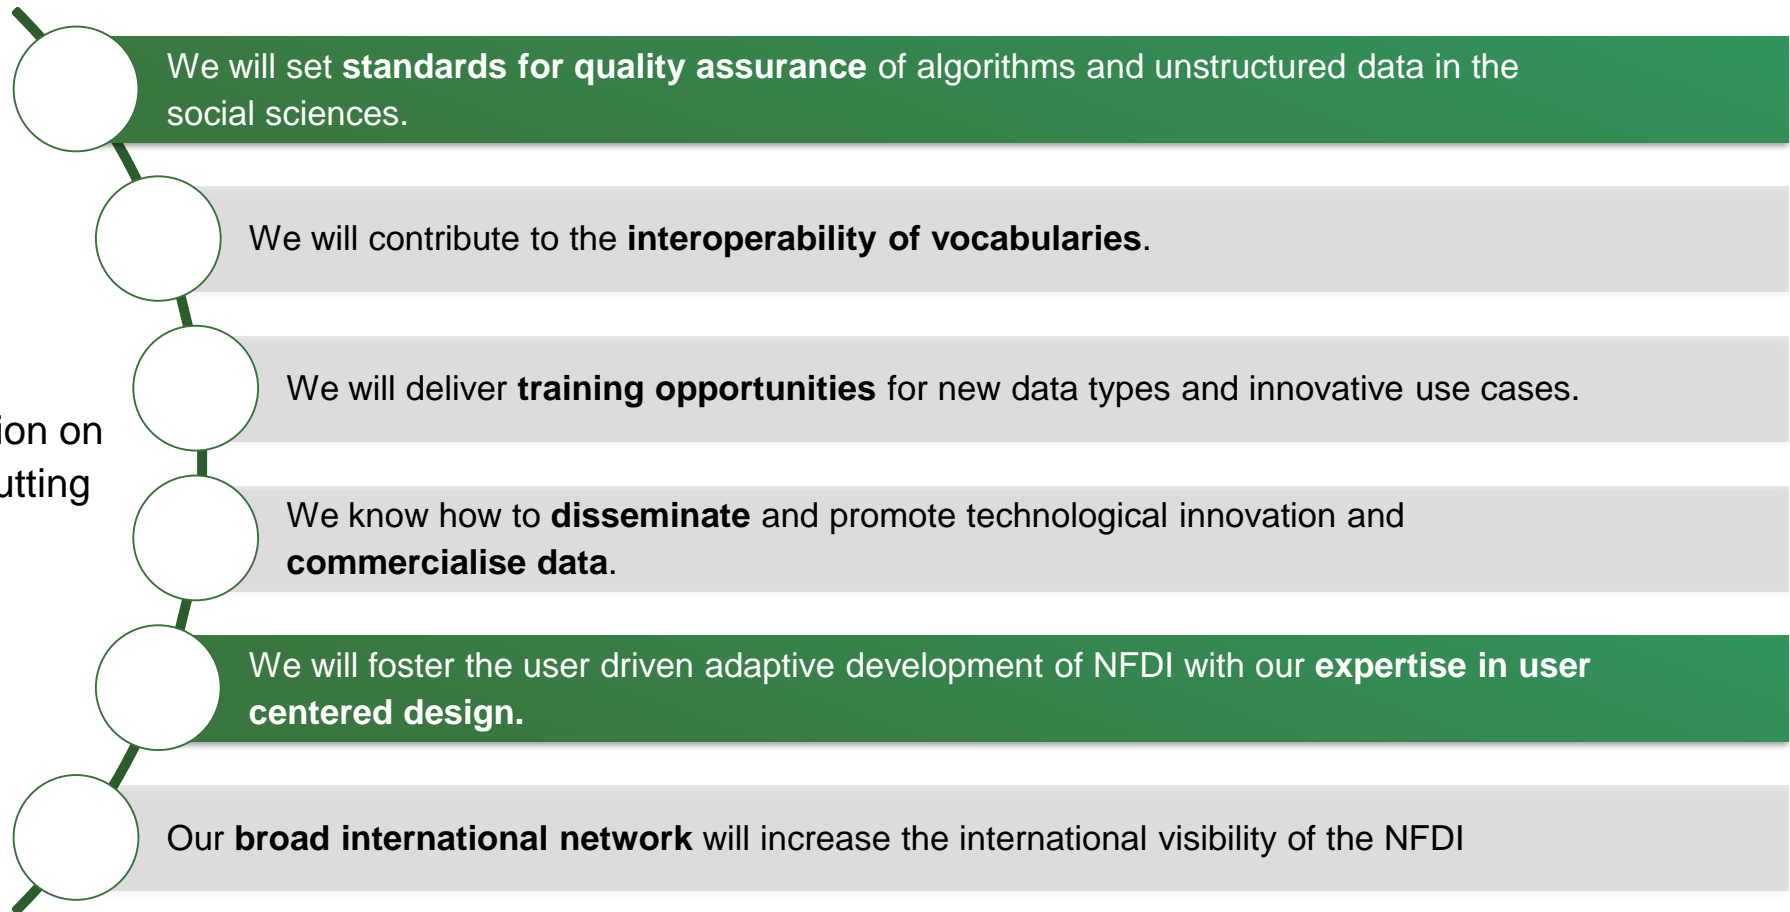 We will set standards for quality assurance of algorithms and unstructured data in the
social sciences.
We will contribute to the interoperability of vocabularies.
We will deliver training opportunities for new data types and innovative use cases.
ion on
utting
We know how to disseminate and promote technological innovation and
commercialise data.
We will foster the user driven adaptive development of NFDI with our expertise in user
centered design.
Our broad international network will increase the international visibility of the NFDI